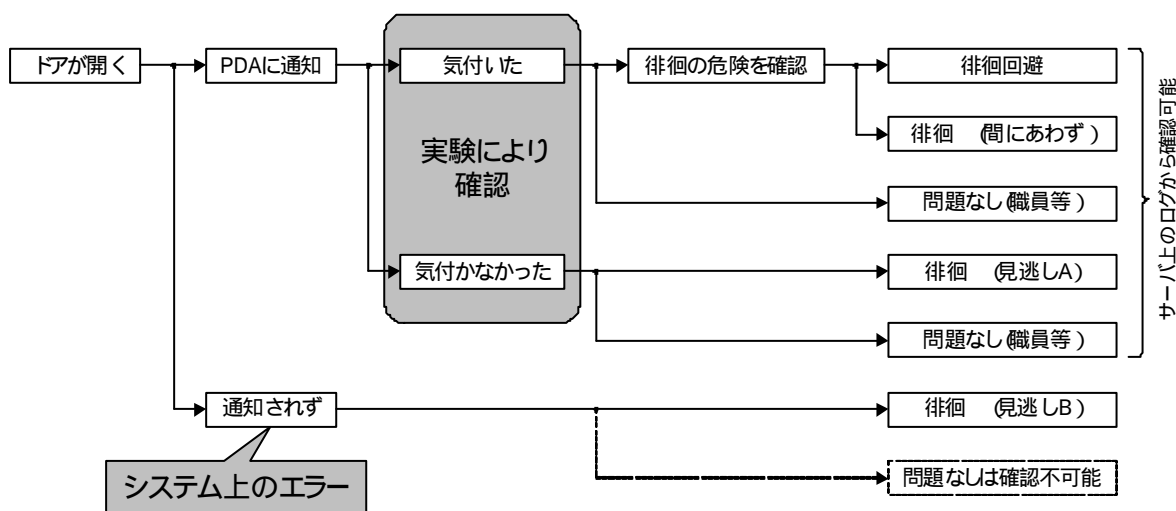 ドアが開く
PDAに通知
気付いた
徘徊の危険を確認
徘徊回避
徘徊 (間にあわず)
実験により
確認
問題なし(職員等)
気付かなかった
徘徊 (見逃しA)
問題なし(職員等)
サーバ上のログから確認可能
通知されず
徘徊 (見逃しB)
システム上のエラー
問題なしは確認不可能